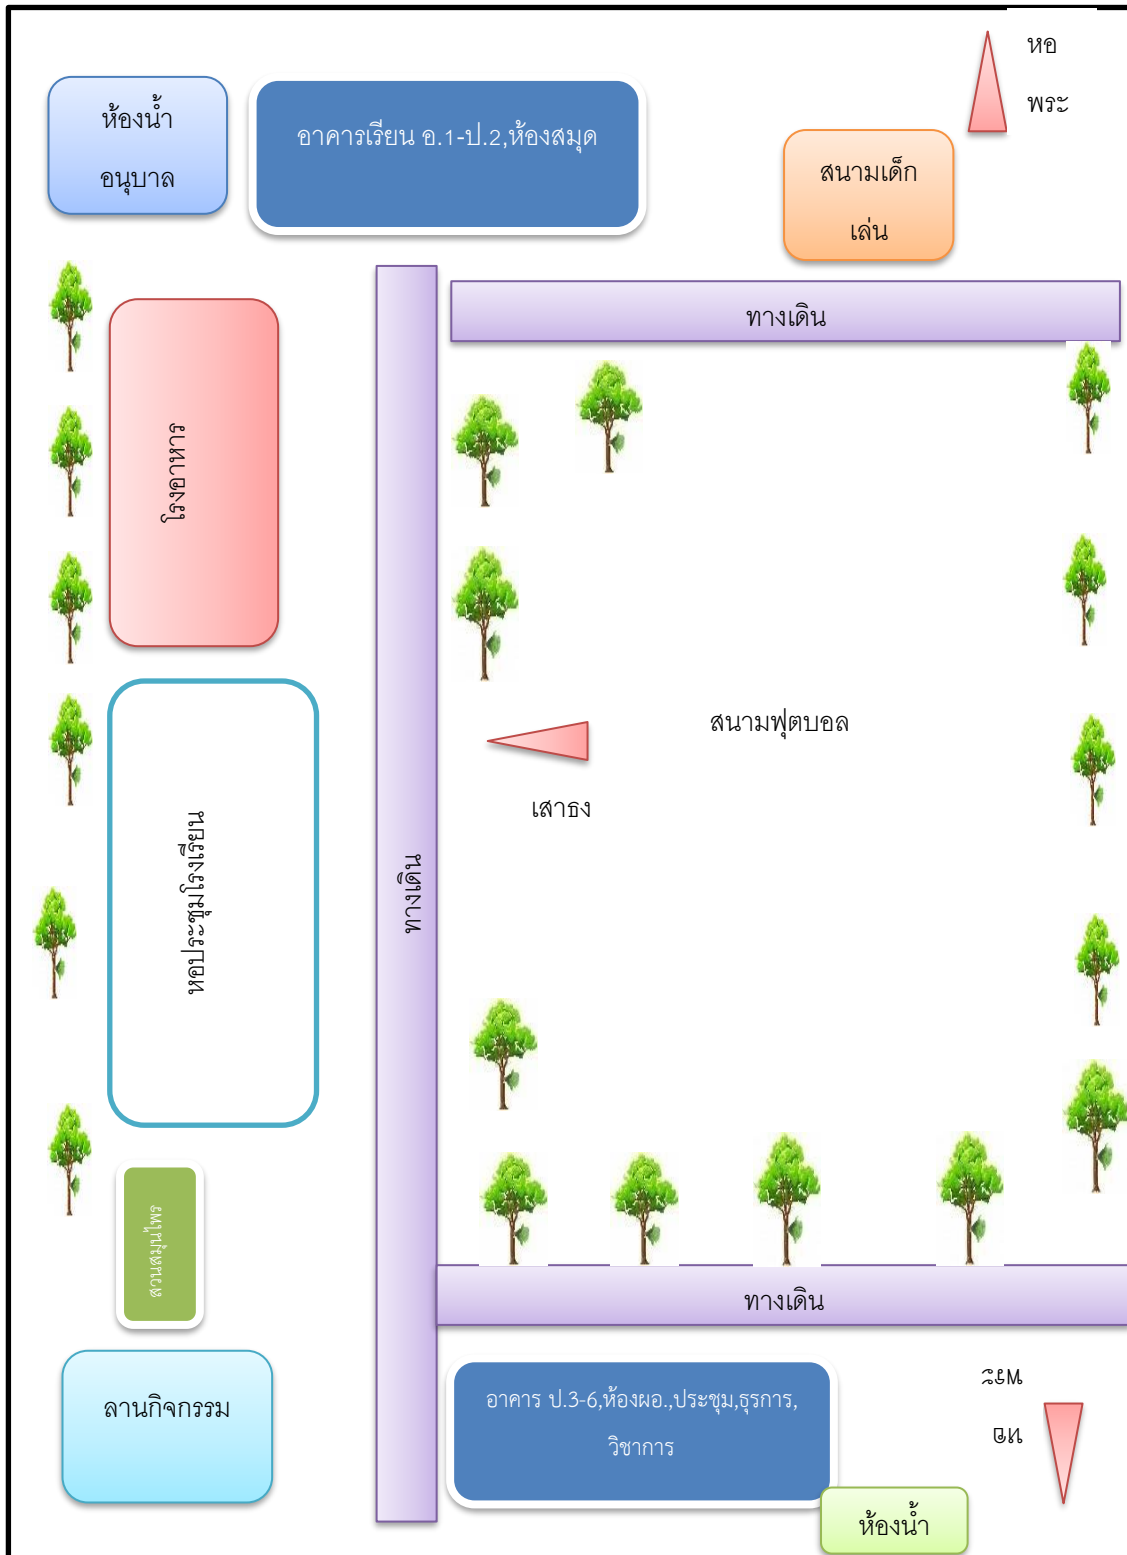 หอ
พระ
ห้องน้ำ
อนุบาล
อาคารเรียน อ.1-ป.2,ห้องสมุด
สนามเด็ก
เล่น
ทางเดิน
โรงอาหาร
สนามฟุตบอล
เสาธง
หอประชุมโรงเรียน
ทางเดิน
สวนสมุนไพร
ทางเดิน
ลานกิจกรรม
อาคาร ป.3-6,ห้องผอ.,ประชุม,ธุรการ,
วิชาการ
หอ
พระ
ห้องน้ำ